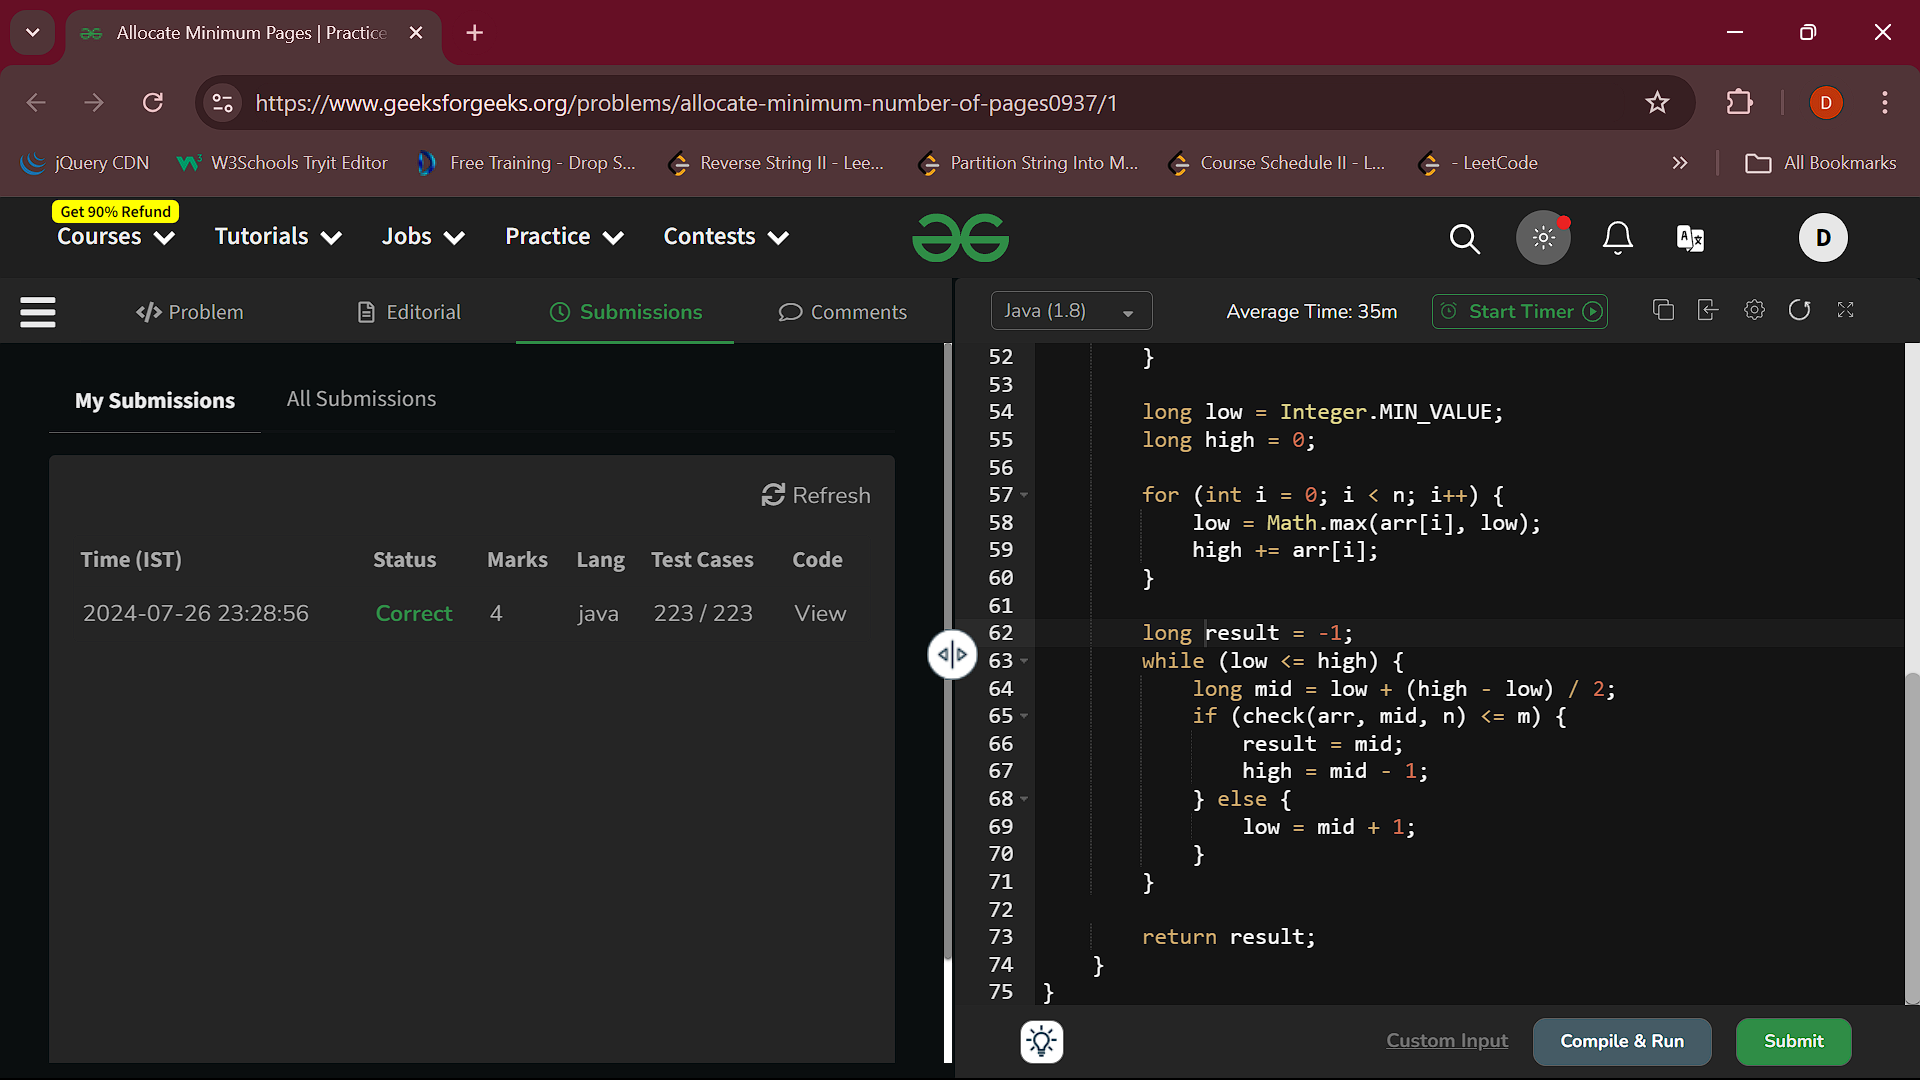 Allocate Minimum Pages | Practice
https://www.geeksforgeeks.org/problems/allocate-minimum-number-of-pages0937/1
D
jQuery CDN
W3Schools Tryit Editor
Free Training - Drop S...
Reverse String II - Lee...
Partition String Into M...
Course Schedule II - L...
- LeetCode
All Bookmarks
Get 90% Refund
Courses
Tutorials
Jobs
Practice
Contests
D
Problem
Editorial
Submissions
Comments
Java (1.8)
Average Time: 35m
Start Timer
My Submissions
All Submissions
Refresh
Time (IST) Status Marks Lang Test Cases Code
2024-07-26 23:28:56 Correct 4 java 223 / 223 View
52 }
53
54 long low = Integer.MIN_VALUE;
55 long high = 0;
56
57 for (int i = 0; i < n; i++) {
58 low = Math.max(arr[i], low);
59 high += arr[i];
60 }
61
62 long result = -1;
63 while (low <= high) {
64 long mid = low + (high - low) / 2;
65 if (check(arr, mid, n) <= m) {
66 result = mid;
67 high = mid - 1;
68 } else {
69 low = mid + 1;
70 }
71 }
72
73 return result;
74 }
75 }
Custom Input
Compile & Run
Submit